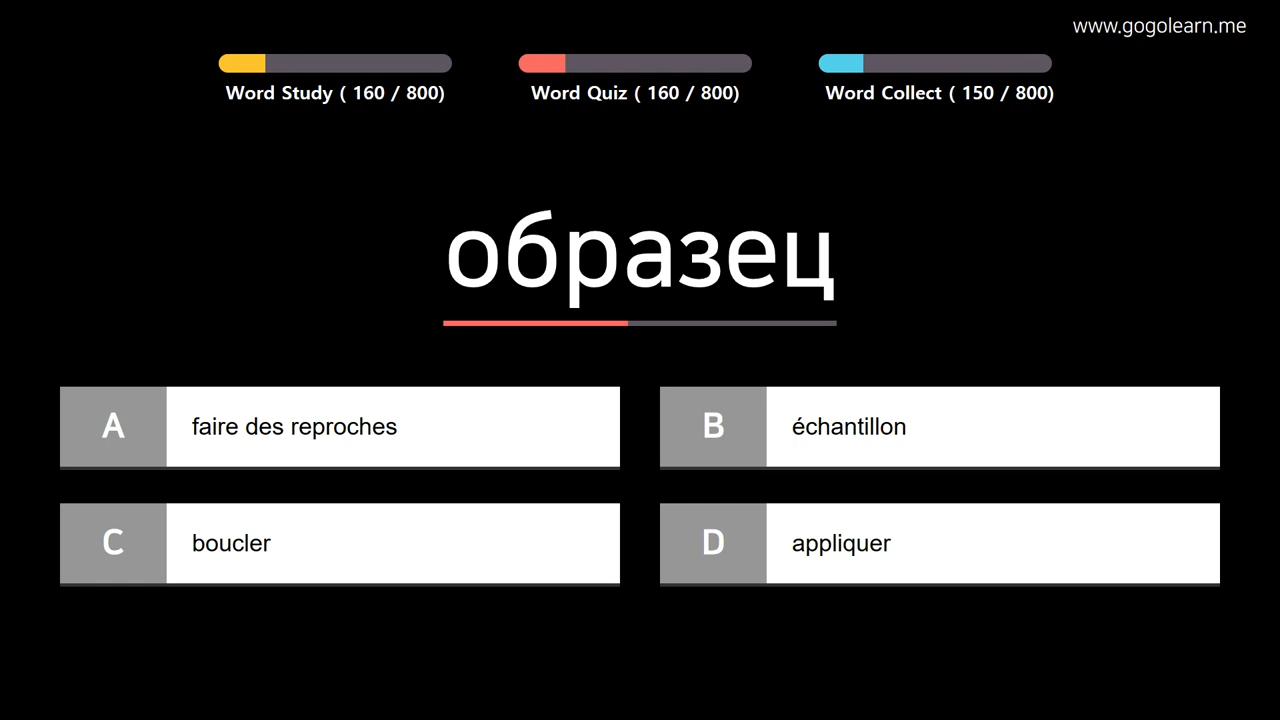 www.gogolearn.me
Word Study ( 160 / 800)
Word Quiz ( 160 / 800)
Word Collect ( 150 / 800)
образец
A
faire des reproches
B
échantillon
C
boucler
D
appliquer